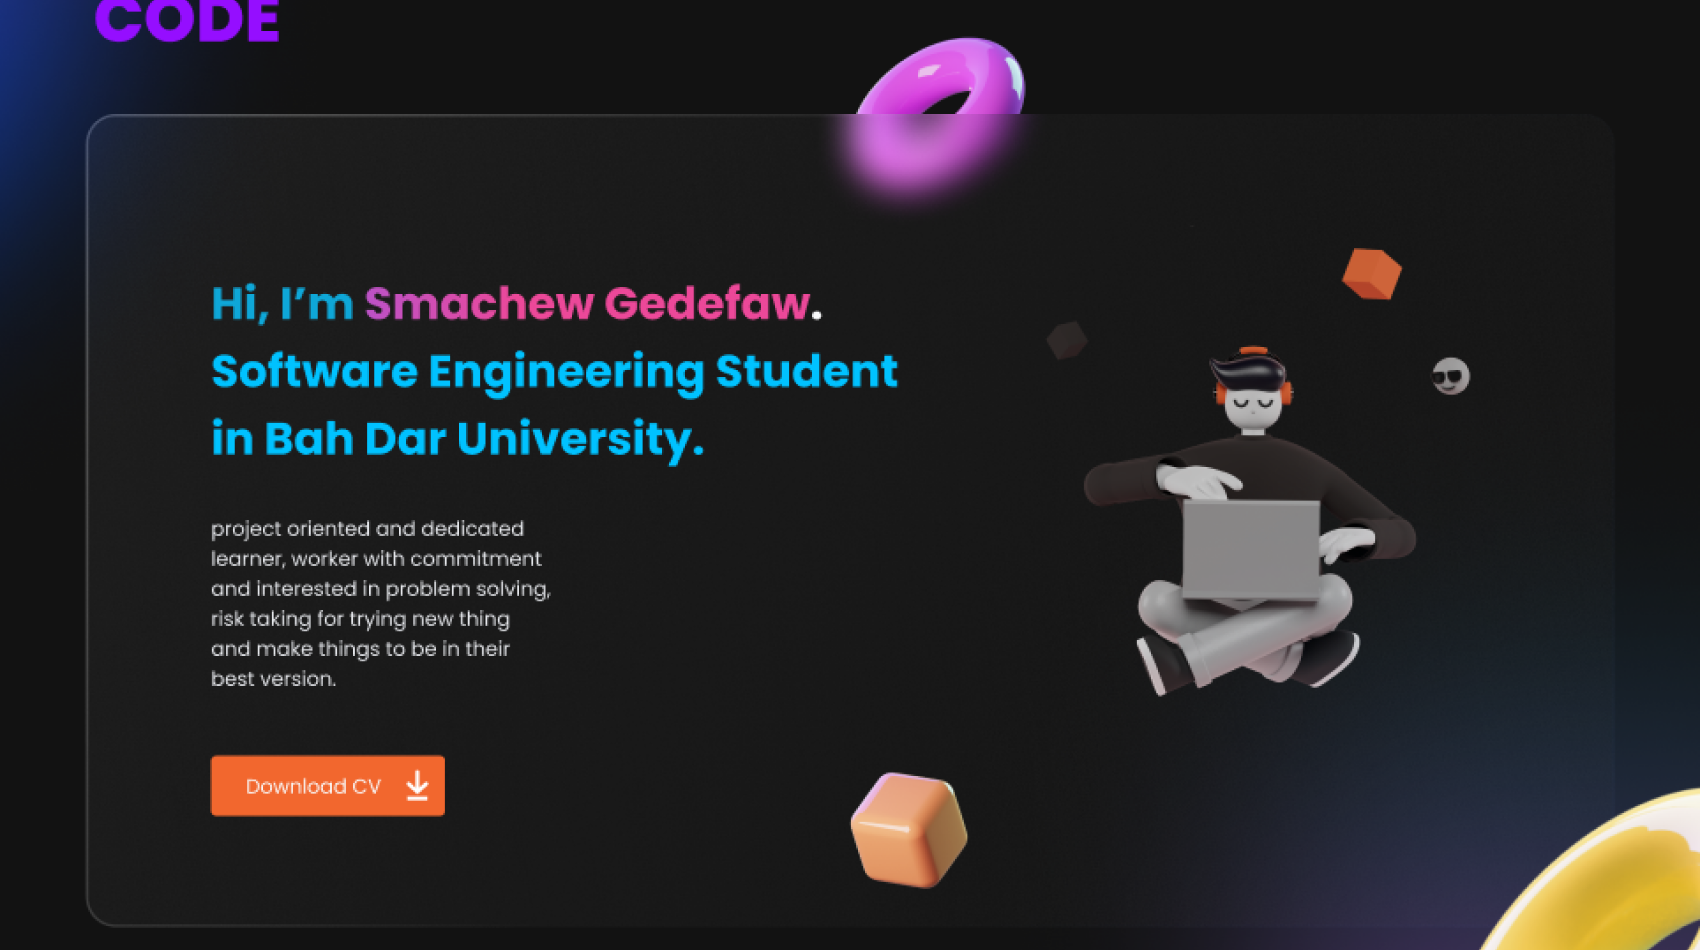 CODE
Hi, I’m Smachew Gedefaw.
Software Engineering Student
in Bah Dar University.
project oriented and dedicated
learner, worker with commitment
and interested in problem solving,
risk taking for trying new thing
and make things to be in their
best version.
Download CV